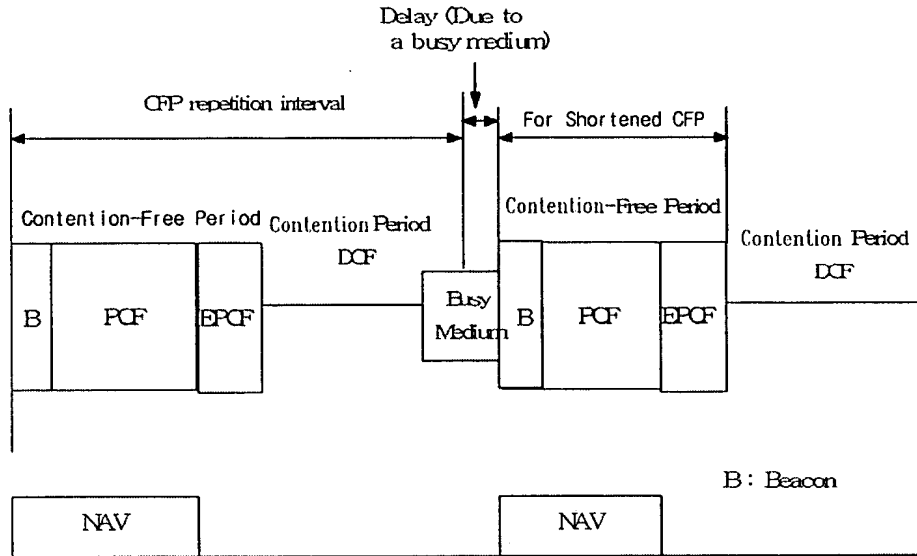 Delay (Due to
a busy medium)
CFP repetition interval
For Shortened CFP
Contention-Free Period
Contention Period
DCF
Contention-Free Period
Contention Period
DCF
B
PCF
EPCF
Busy
Medium
B
PCF
EPCF
B : Beacon
NAV
NAV